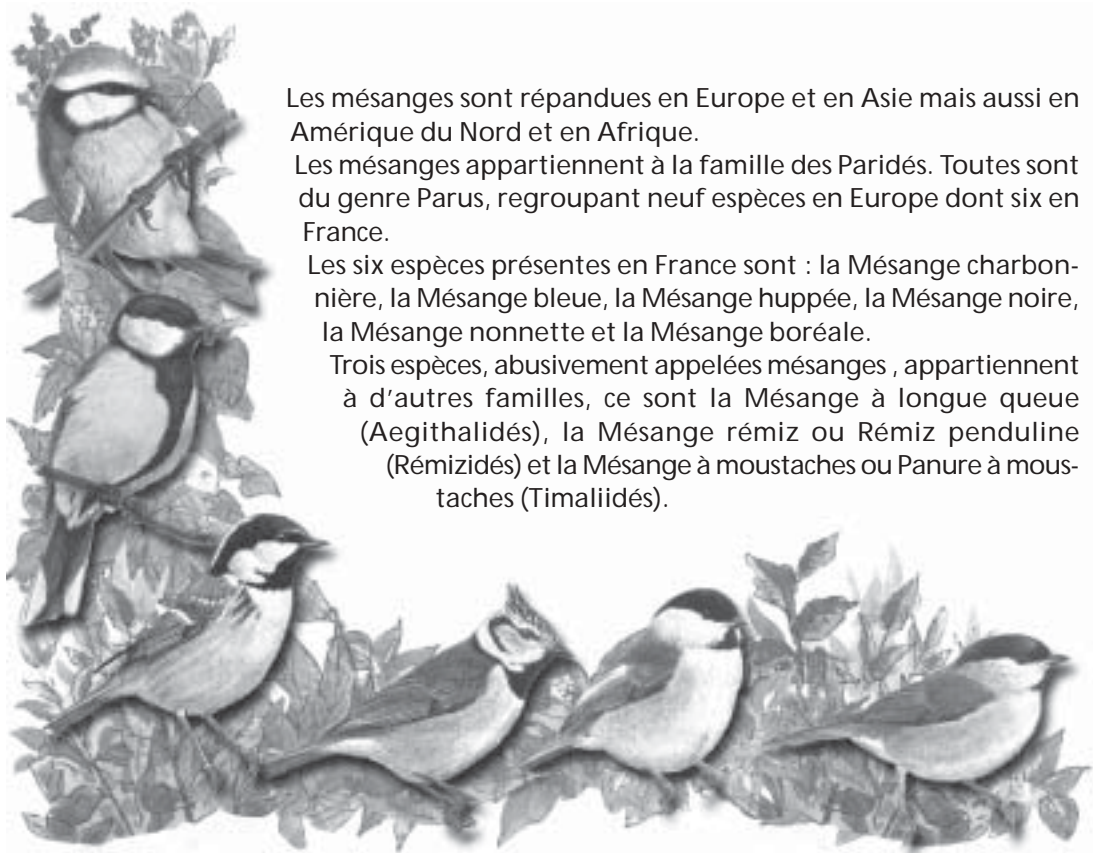 Les mésanges sont répandues en Europe et en Asie mais aussi en
Amérique du Nord et en Afrique.
Les mésanges appartiennent à la famille des Paridés. Toutes sont
du genre Parus, regroupant neuf espèces en Europe dont six en
France.
Les six espèces présentes en France sont : la Mésange charbon-
nière, la Mésange bleue, la Mésange huppée, la Mésange noire,
la Mésange nonnette et la Mésange boréale.
Trois espèces, abusivement appelées mésanges , appartiennent
à d'autres familles, ce sont la Mésange à longue queue
(Aegithalidés), la Mésange rémiz ou Rémiz penduline
(Rémizidés) et la Mésange à moustaches ou Panure à mous-
taches (Timaliidés).